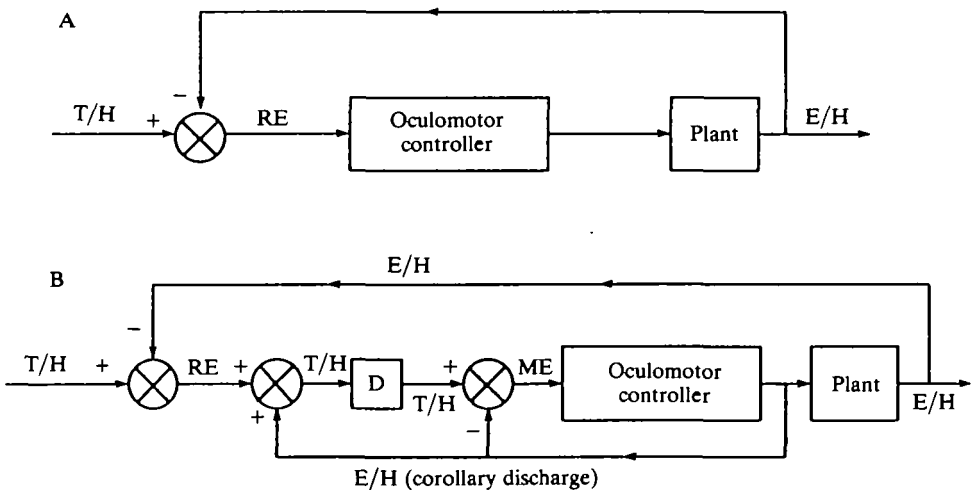 A
−
T/H
+
RE
Oculomotor
controller
Plant
E/H
B
E/H
−
T/H
+
RE
+
T/H
D
+
T/H
ME
Oculomotor
controller
Plant
E/H
+
−
E/H (corollary discharge)